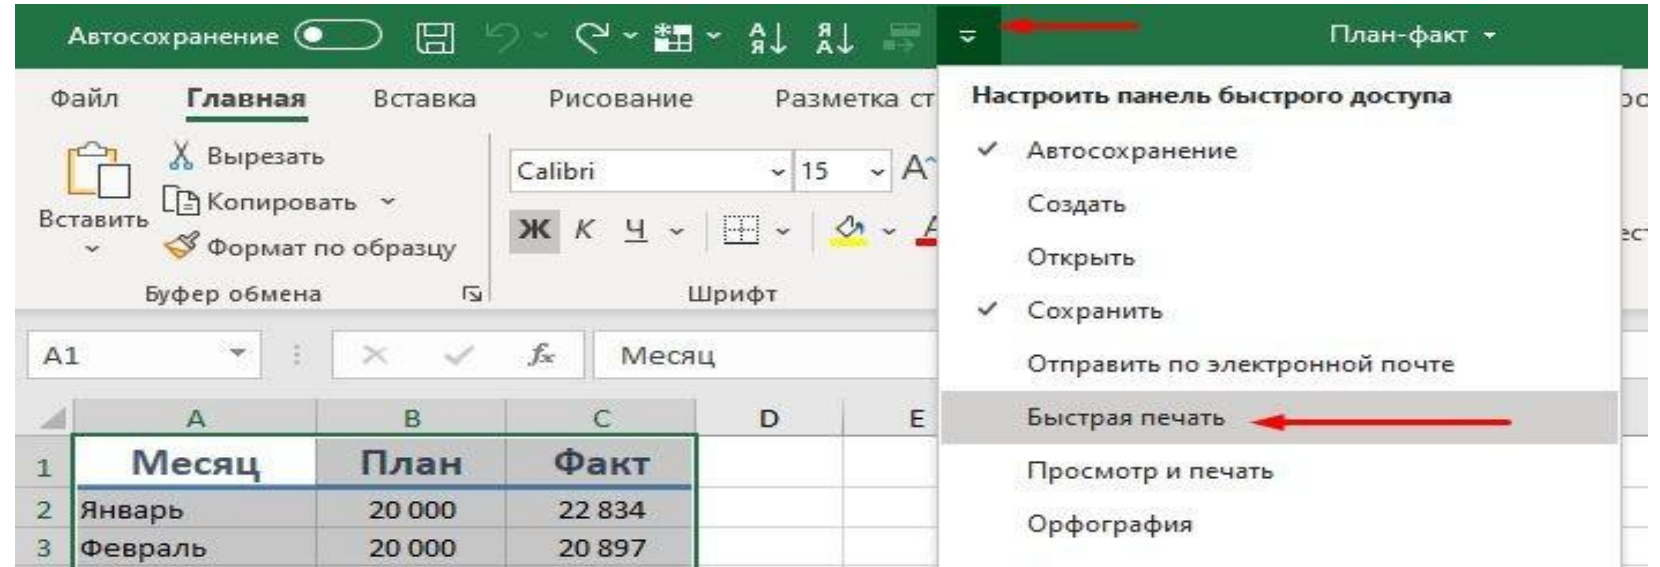 Автосохранение
План-факт
Файл Главная Вставка Рисование Разметка ст
Настроить панель быстрого доступа
Автосохранение
Создать
Открыть
Сохранить
Отправить по электронной почте
Быстрая печать
Просмотр и печать
Орфография
Вставить
Вырезать
Копировать
Формат по образцу
Буфер обмена
Calibri 15
Ж К Ч
Шрифт
A1 fx Месяц
A B C D E
1 Месяц План Факт
2 Январь 20 000 22 834
3 Февраль 20 000 20 897